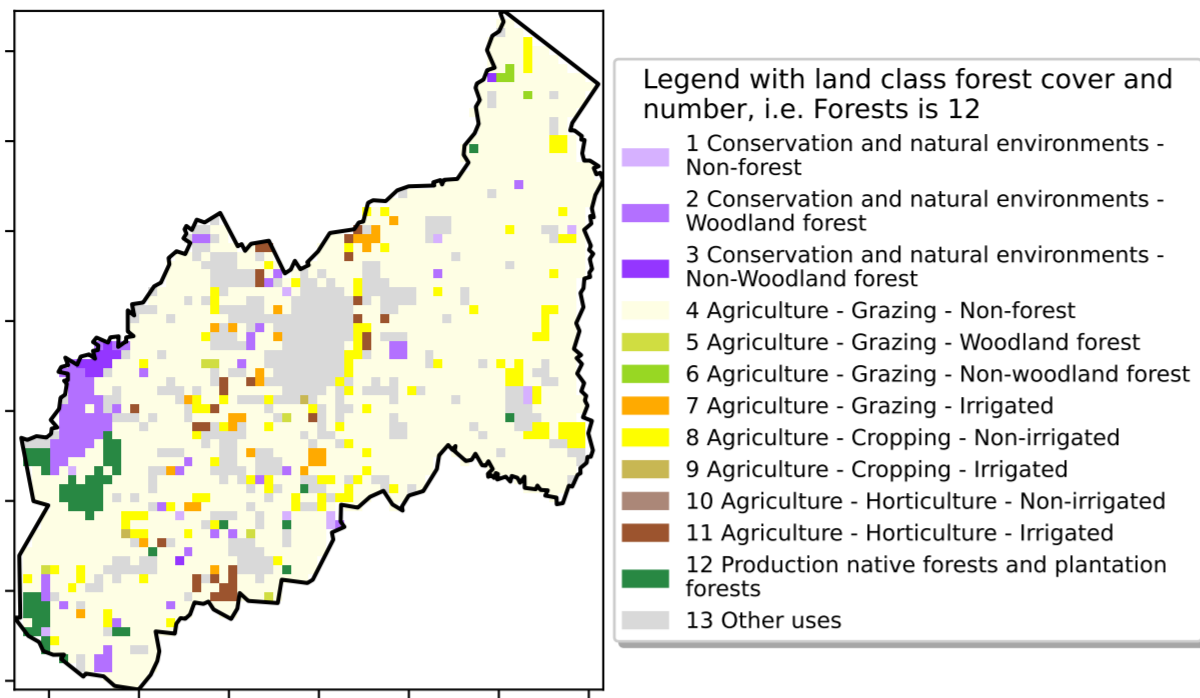 Legend with land class forest cover and
number, i.e. Forests is 12
1 Conservation and natural environments -
Non-forest
2 Conservation and natural environments -
Woodland forest
3 Conservation and natural environments -
Non-Woodland forest
4 Agriculture - Grazing - Non-forest
5 Agriculture - Grazing - Woodland forest
6 Agriculture - Grazing - Non-woodland forest
7 Agriculture - Grazing - Irrigated
8 Agriculture - Cropping - Non-irrigated
9 Agriculture - Cropping - Irrigated
10 Agriculture - Horticulture - Non-irrigated
11 Agriculture - Horticulture - Irrigated
12 Production native forests and plantation
forests
13 Other uses